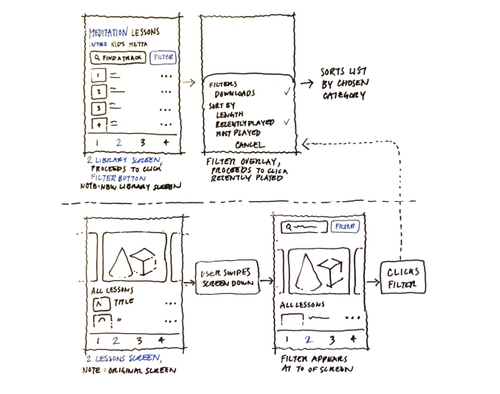 MEDITATION LESSONS
INTRO KIDS METTA
FIND A TRACK FILTER
1
2
3
4
1 2 3 4
2 LIBRARY SCREEN,
PROCEEDS TO CLICK
FILTER BUTTON
NOTE: NEW LIBRARY SCREEN
FILTERS
DOWNLOADS
SORT BY
LENGTH
RECENTLY PLAYED
MOST PLAYED
CANCEL
FILTER OVERLAY,
PROCEEDS TO CLICK
RECENTLY PLAYED
SORTS LIST
BY CHOSEN
CATEGORY
ALL LESSONS
TITLE
1 2 3 4
2 LESSONS SCREEN,
NOTE: ORIGINAL SCREEN
USER SWIPES
SCREEN DOWN
FILTER
ALL LESSONS
1 2 3 4
FILTER APPEARS
AT TO OF SCREEN
CLICKS
FILTER